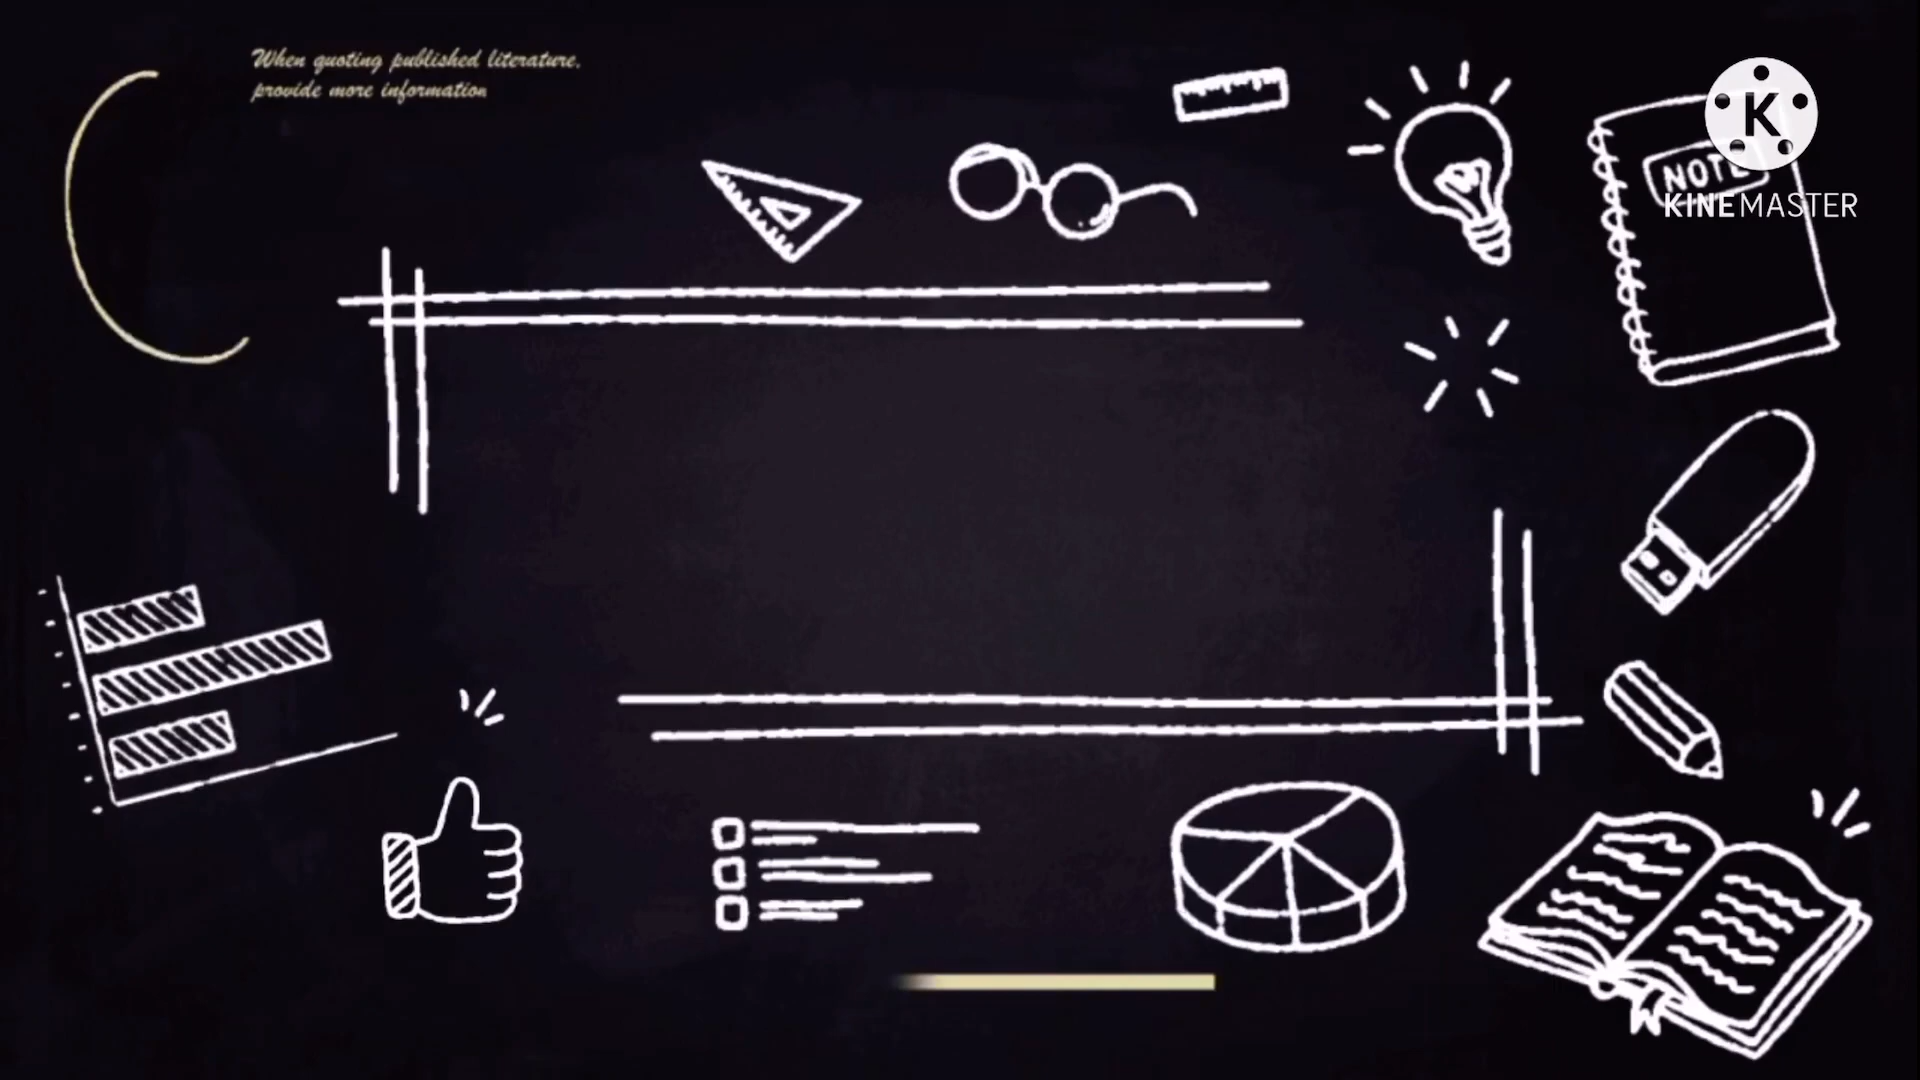 When quoting published literature,
provide more information
K
NOTE
KINEMASTER